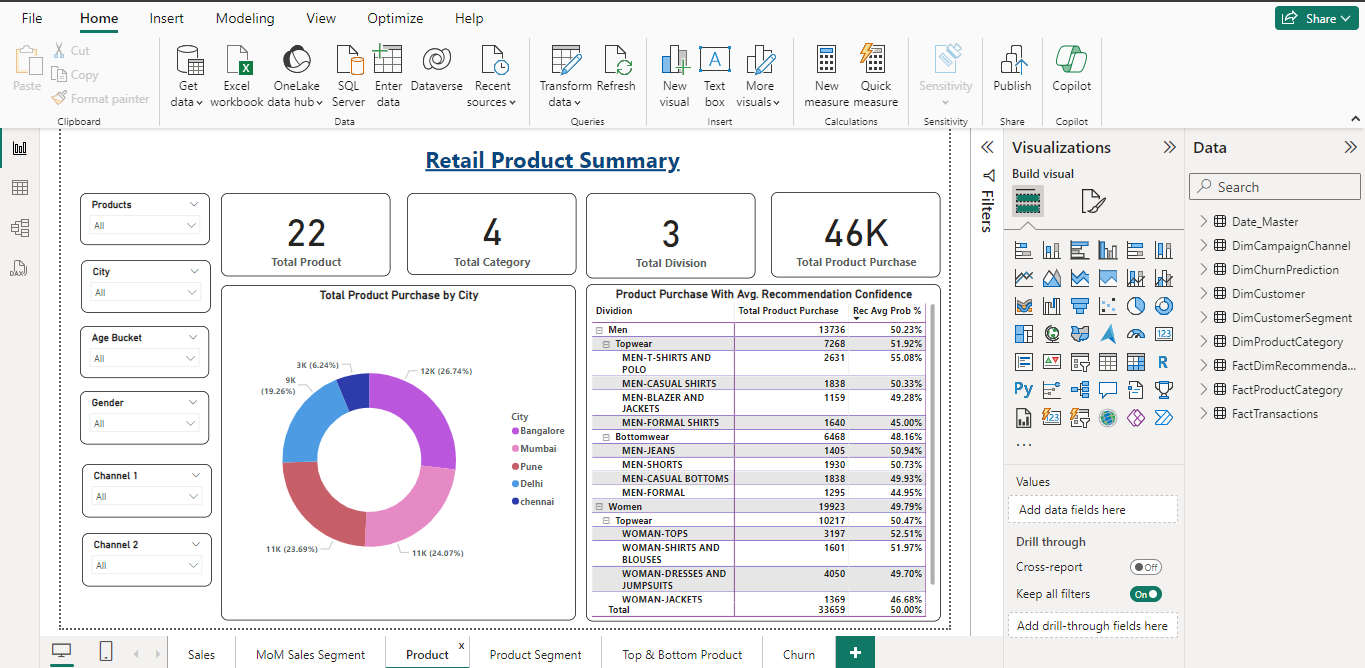 File Home Insert Modeling View Optimize Help Share
Paste
Cut
Copy
Format painter
Clipboard
Get data
Excel workbook
OneLake data hub
SQL Server
Enter data
Dataverse
Recent sources
Data
Transform data
Refresh
Queries
New visual
Text box
More visuals
Insert
New measure
Quick measure
Calculations
Sensitivity
Sensitivity
Publish
Share
Copilot
Copilot
Retail Product Summary
Products
All
City
All
Age Bucket
All
Gender
All
Channel 1
All
Channel 2
All
22
Total Product
4
Total Category
3
Total Division
46K
Total Product Purchase
Total Product Purchase by City
3K (6.24%)
12K (26.74%)
9K
(19.26%)
11K (23.69%)
11K (24.07%)
City
Bangalore
Mumbai
Pune
Delhi
chennai
Product Purchase With Avg. Recommendation Confidence
Dividion Total Product Purchase Rec Avg Prob %
Men 13736 50.23%
Topwear 7268 51.92%
MEN-T-SHIRTS AND 2631 55.08%
POLO
MEN-CASUAL SHIRTS 1838 50.33%
MEN-BLAZER AND 1159 49.28%
JACKETS
MEN-FORMAL SHIRTS 1640 45.00%
Bottomwear 6468 48.16%
MEN-JEANS 1405 50.94%
MEN-SHORTS 1930 50.73%
MEN-CASUAL BOTTOMS 1838 49.93%
MEN-FORMAL 1295 44.95%
Women 19923 49.79%
Topwear 10217 50.47%
WOMAN-TOPS 3197 52.51%
WOMAN-SHIRTS AND 1601 51.97%
BLOUSES
WOMAN-DRESSES AND 4050 49.70%
JUMPSUITS
WOMAN-JACKETS 1369 46.68%
Total 33659 50.00%
Filters
Visualizations
Build visual
123
R
Py
123
...
Values
Add data fields here
Drill through
Cross-report Off
Keep all filters On
Add drill-through fields here
Data
Search
Date_Master
DimCampaignChannel
DimChurnPrediction
DimCustomer
DimCustomerSegment
DimProductCategory
FactDimRecommenda...
FactProductCategory
FactTransactions
Sales MoM Sales Segment Product x Product Segment Top & Bottom Product Churn +